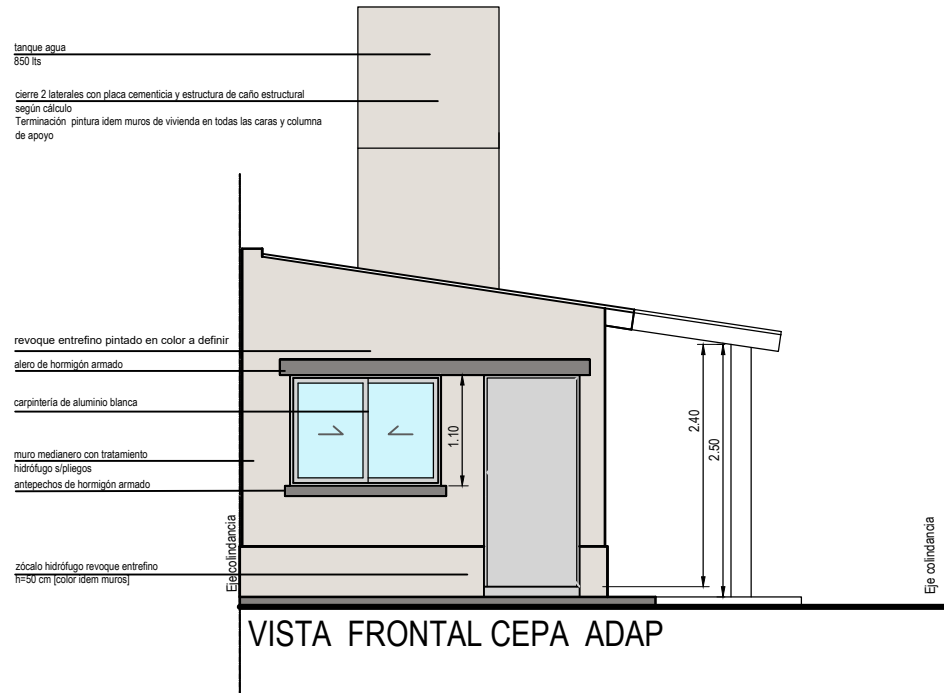 tanque agua
850 lts
cierre 2 laterales con placa cementicia y estructura de caño estructural
según cálculo
Terminación pintura idem muros de vivienda en todas las caras y columna
de apoyo
revoque entrefino pintado en color a definir
alero de hormigón armado
carpintería de aluminio blanca
muro medianero con tratamiento
hidrófugo s/pliegos
antepechos de hormigón armado
zócalo hidrófugo revoque entrefino
h=50 cm [color idem muros]
Eje colindancia
1.10
2.40
2.50
Eje colindancia
VISTA FRONTAL CEPA ADAP